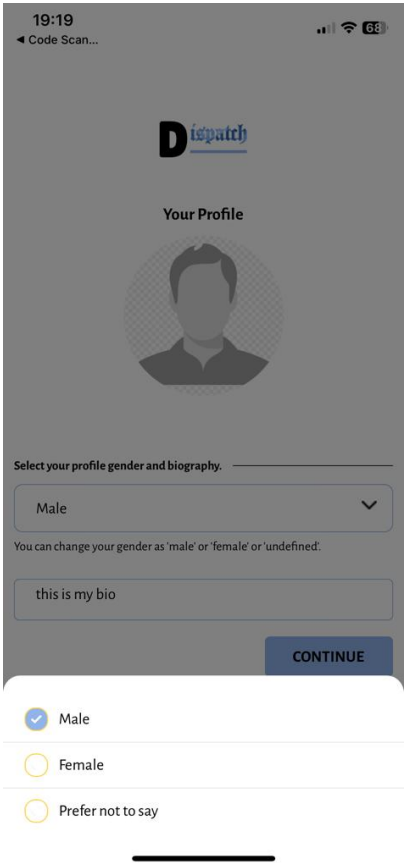 19:19
68
◀ Code Scan...
Dispatch
Your Profile
Select your profile gender and biography.
Male
You can change your gender as 'male' or 'female' or 'undefined'.
this is my bio
CONTINUE
Male
Female
Prefer not to say